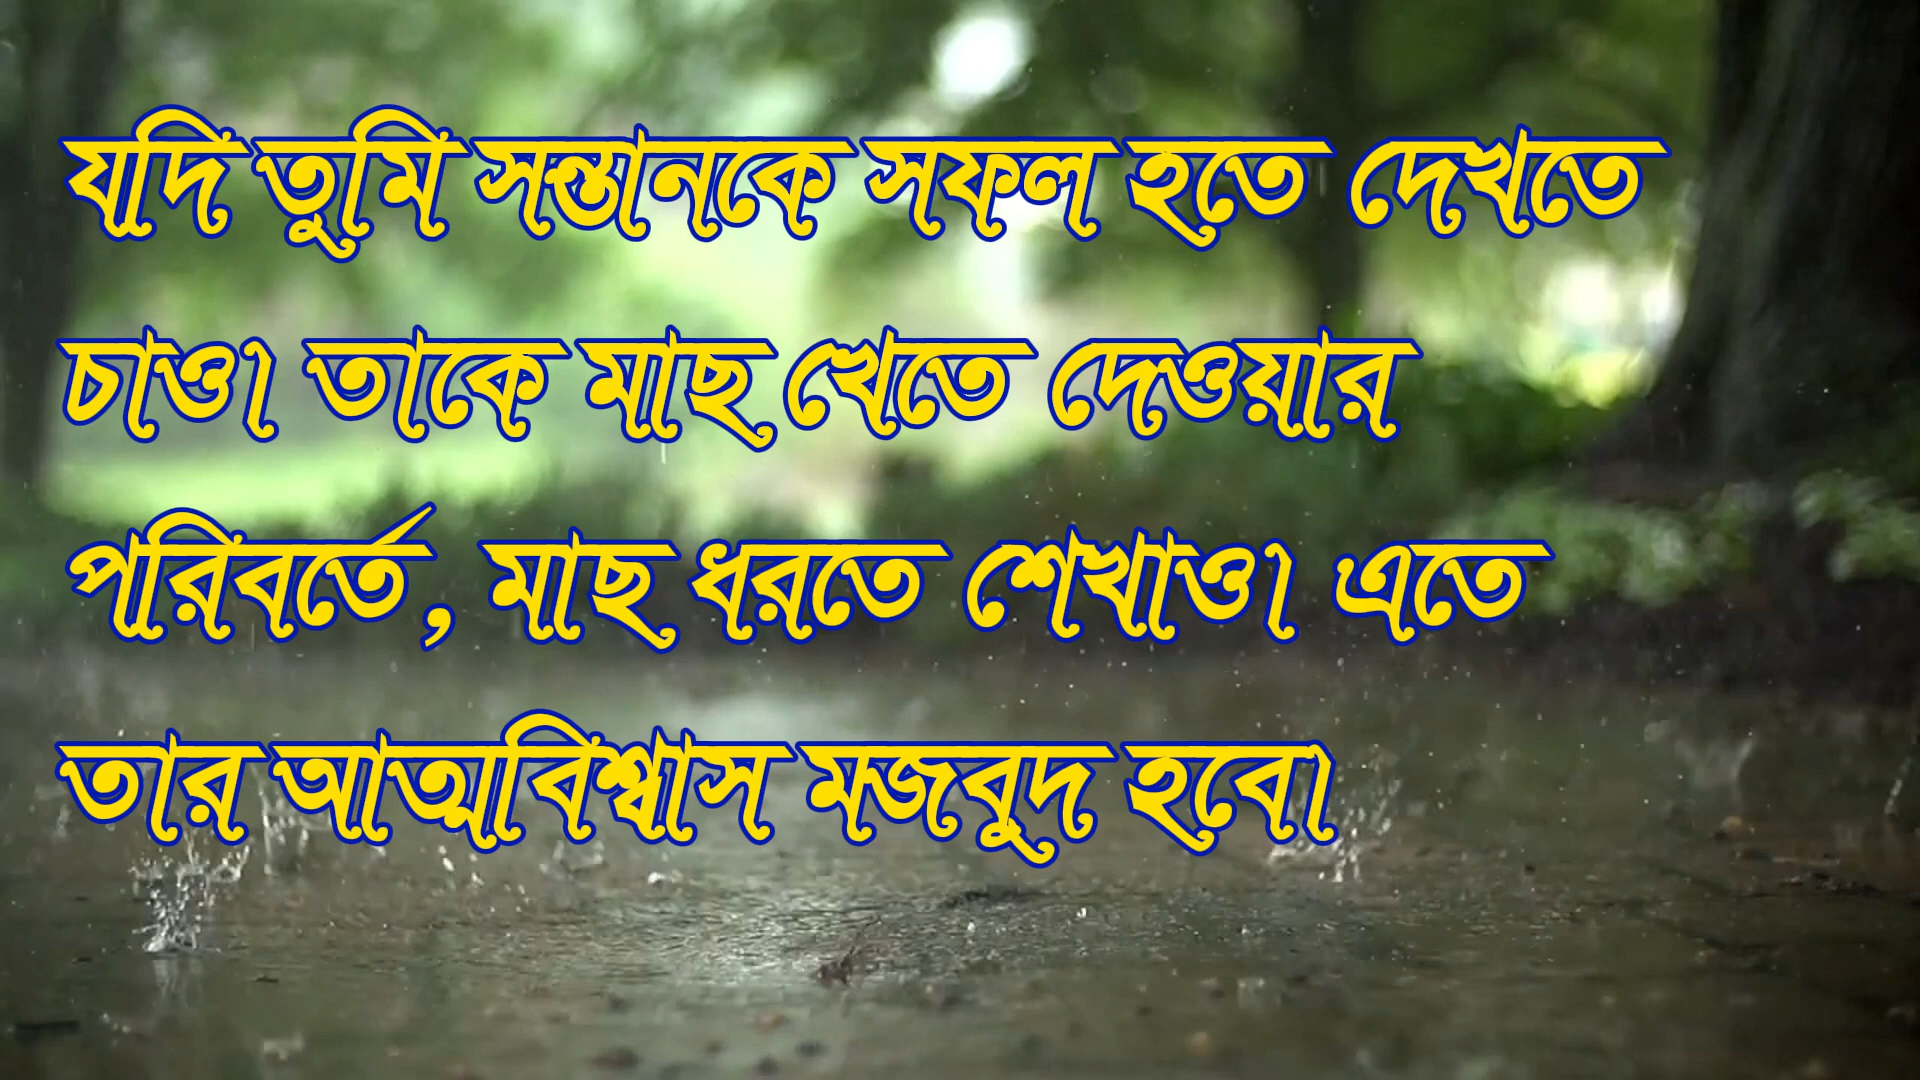 যদি তুমি সন্তানকে সফল হতে দেখতে
চাও। তাকে মাছ খেতে দেওয়ার
পরিবর্তে, মাছ ধরতে শেখাও। এতে
তার আত্মবিশ্বাস মজবুদ হবে।